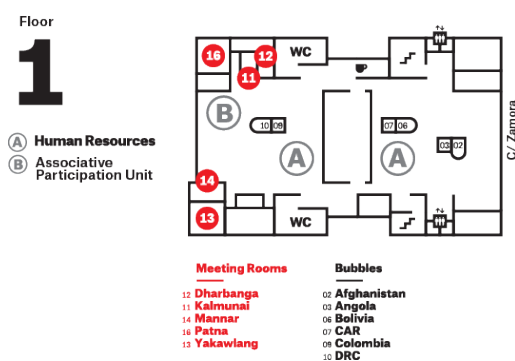 Floor
1
A Human Resources
B Associative
Participation Unit
16
12
11
WC
B
10 09
A
07 06
A
03 02
C/ Zamora
14
13
WC
Meeting Rooms
12 Dharbanga
11 Kalmunai
14 Mannar
16 Patna
13 Yakawlang
Bubbles
02 Afghanistan
03 Angola
06 Bolivia
07 CAR
09 Colombia
10 DRC